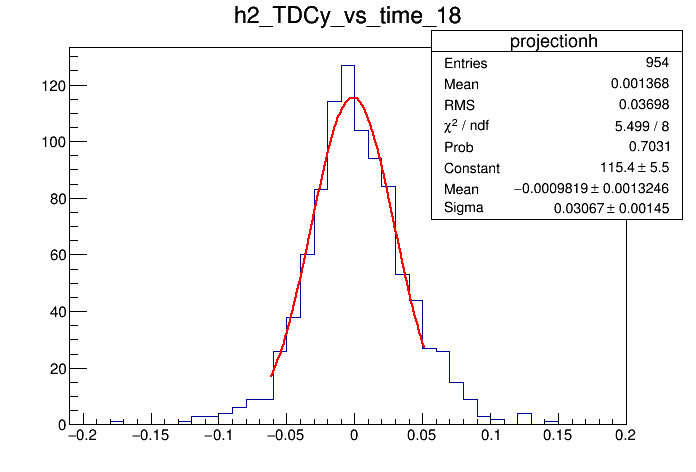 h2_TDCy_vs_time_18
projectionh
Entries 954
Mean 0.001368
RMS 0.03698
χ² / ndf 5.499 / 8
Prob 0.7031
Constant 115.4 ± 5.5
Mean −0.0009819 ± 0.0013246
Sigma 0.03067 ± 0.00145
120
100
80
60
40
20
0
−0.2 −0.15 −0.1 −0.05 0 0.05 0.1 0.15 0.2